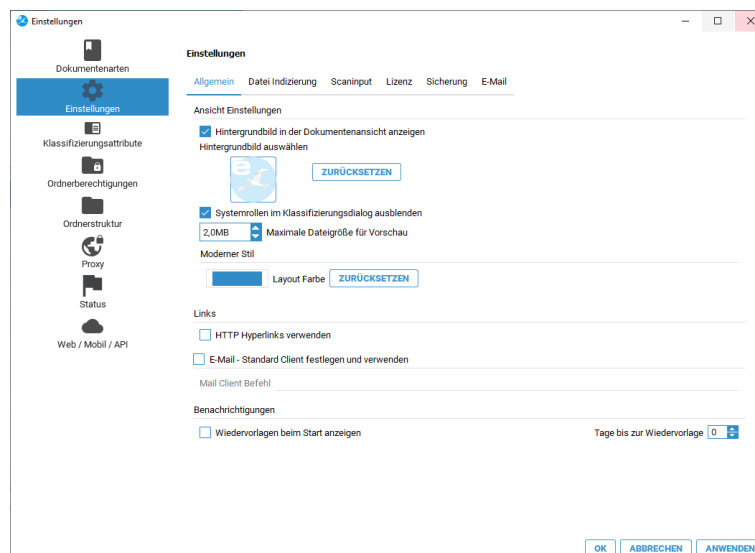 Einstellungen
Dokumentenarten
Einstellungen
Klassifizierungsattribute
Ordnerberechtigungen
Ordnerstruktur
Proxy
Status
Web / Mobil / API
Einstellungen
Allgemein Datei Indizierung Scaninput Lizenz Sicherung E-Mail
Ansicht Einstellungen
Hintergrundbild in der Dokumentenansicht anzeigen
Hintergrundbild auswählen
ZURÜCKSETZEN
Systemrollen im Klassifizierungsdialog ausblenden
2,0MB Maximale Dateigröße für Vorschau
Moderner Stil
Layout Farbe ZURÜCKSETZEN
Links
HTTP Hyperlinks verwenden
E-Mail - Standard Client festlegen und verwenden
Mail Client Befehl
Benachrichtigungen
Wiedervorlagen beim Start anzeigen Tage bis zur Wiedervorlage 0
OK ABBRECHEN ANWENDEN